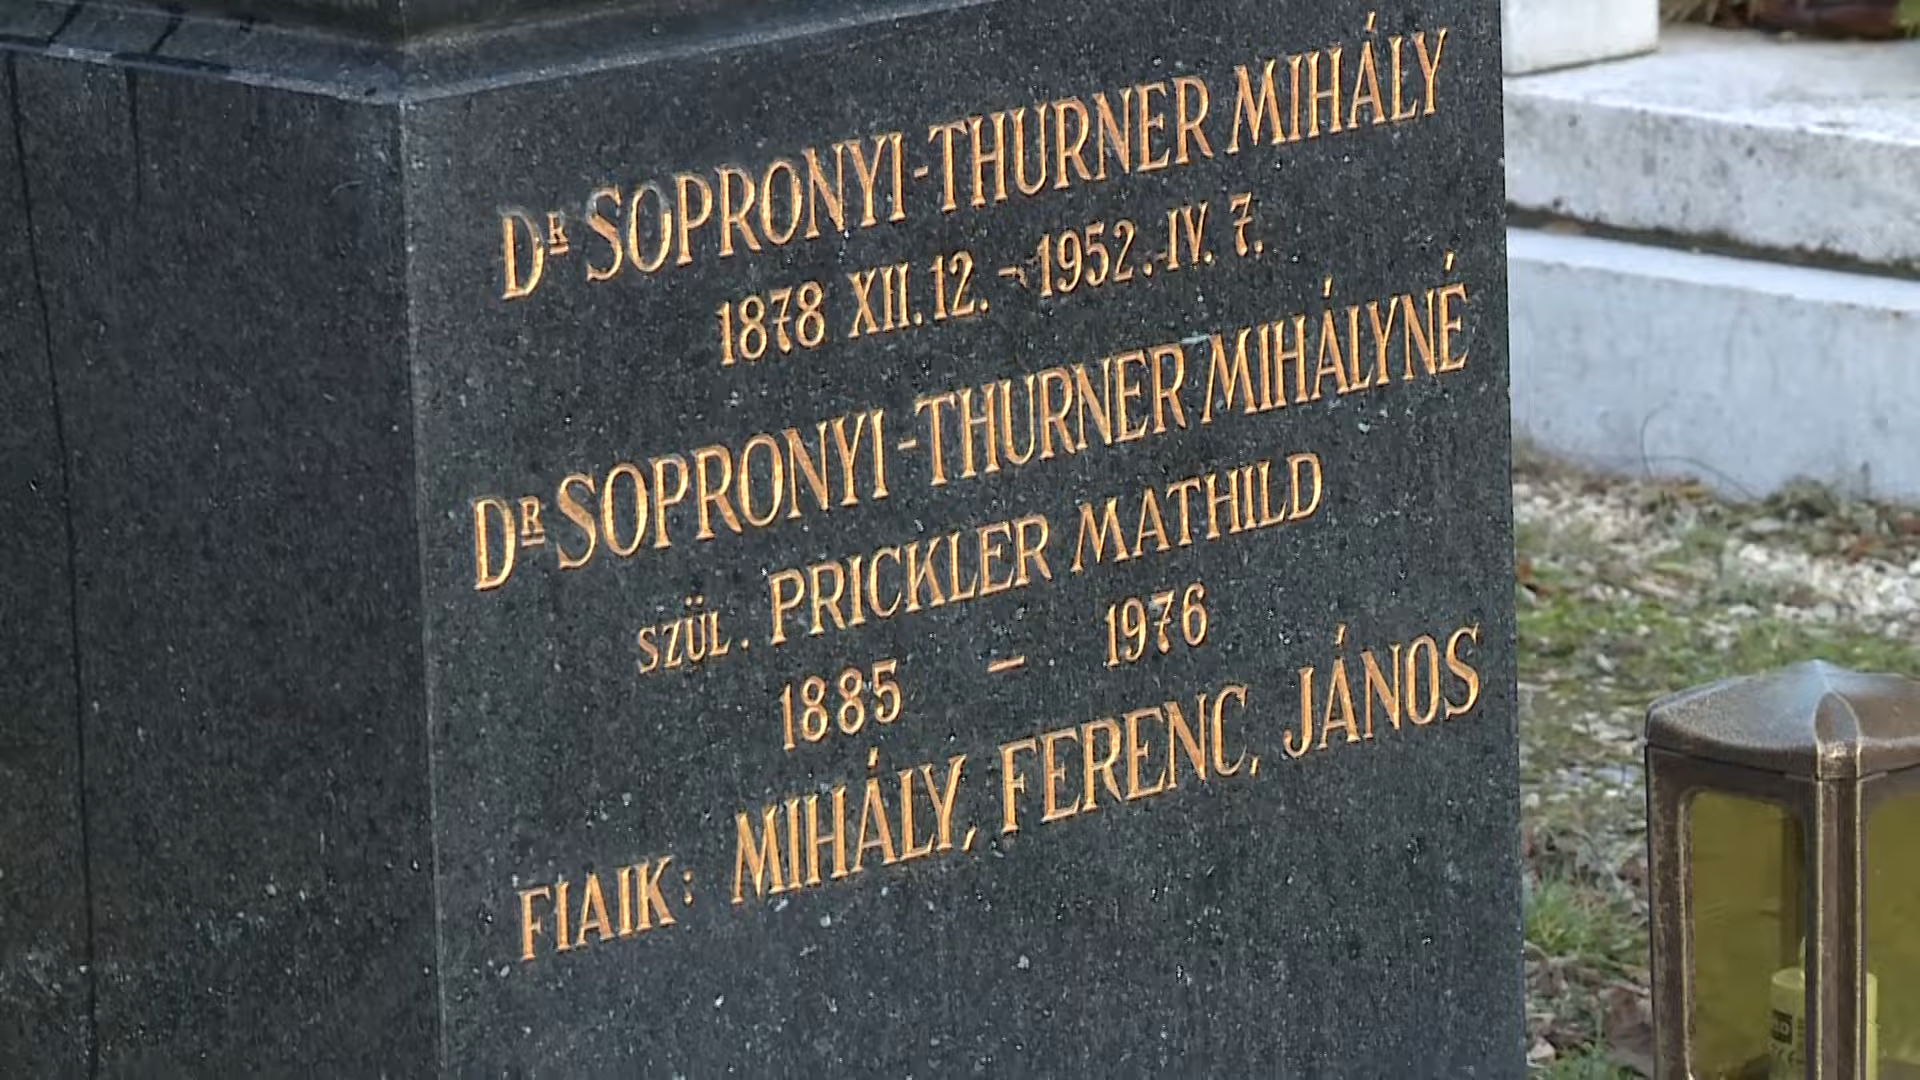 DR SOPRONYI-THURNER MIHÁLY
1878 XII. 12. - 1952. IV. 7.
DR SOPRONYI-THURNER MIHÁLYNÉ
SZÜL. PRICKLER MATHILD
1885 - 1976
FIAIK: MIHÁLY, FERENC, JÁNOS